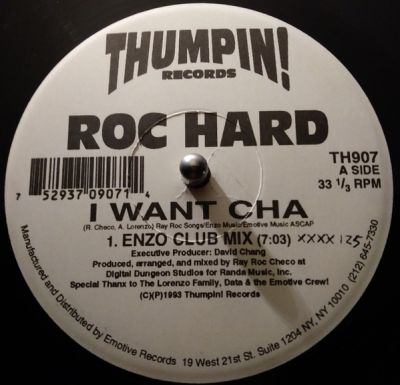 THUMPIN!
RECORDS
ROC HARD
TH907
A SIDE
33 1/3 RPM
7 52937 09071 4
I WANT CHA
(R. Checo, A. Lorenzo) Ray Roc Songs/Enzo Music/Emotive Music ASCAP
1. ENZO CLUB MIX (7:03) XXXX 125
Executive Producer: David Chang
Produced, arranged, and mixed by Ray Roc Checo at
Digital Dungeon Studios for Randa Music, Inc.
Special Thanx to The Lorenzo Family, Data & the Emotive Crew!
(C)(P)1993 Thumpin! Records
Manufactured and Distributed by Emotive Records 19 West 21st St. Suite 1204 NY, NY 10010 (212) 645-7330